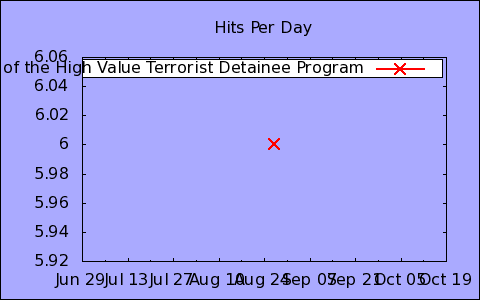 Hits Per Day
6.06
of the High Value Terrorist Detainee Program
6.04
6.02
6
5.98
5.96
5.94
5.92
Jun 29 Jul 13 Jul 27 Aug 10 Aug 24 Sep 07 Sep 21 Oct 05 Oct 19